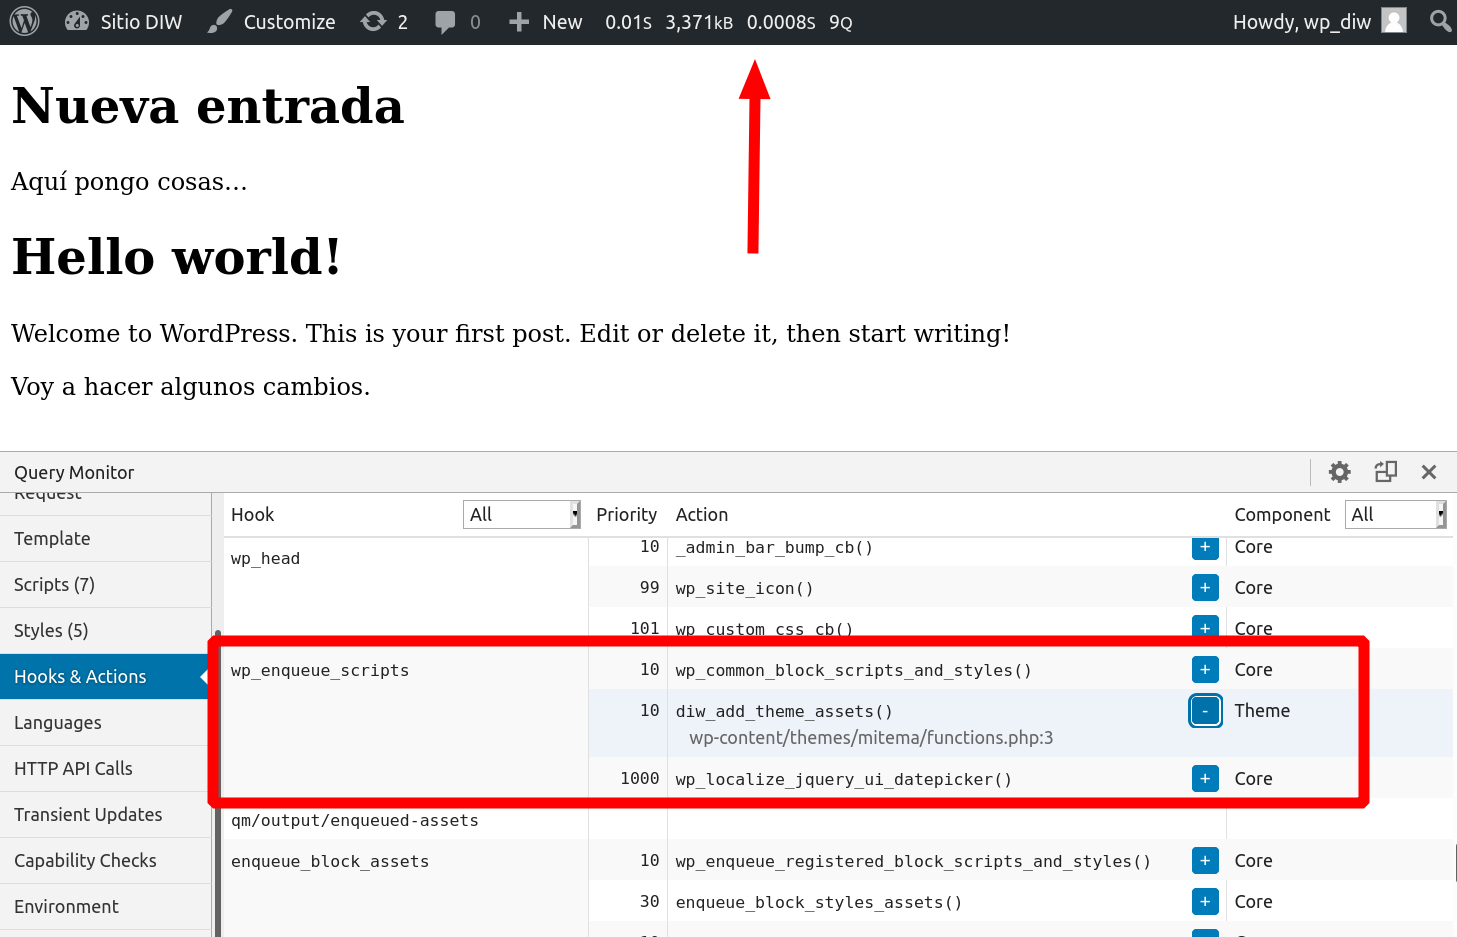 Sitio DIW Customize 2 0 New 0.01S 3,371kB 0.0008S 9Q Howdy, wp_diw
Nueva entrada
Aquí pongo cosas…
Hello world!
Welcome to WordPress. This is your first post. Edit or delete it, then start writing!
Voy a hacer algunos cambios.
Query Monitor
Request
Template
Scripts (7)
Styles (5)
Hooks & Actions
Languages
HTTP API Calls
Transient Updates
Capability Checks
Environment
Hook All Priority Action Component All
wp_head 10 _admin_bar_bump_cb() + Core
99 wp_site_icon() + Core
101 wp_custom_css_cb() + Core
wp_enqueue_scripts 10 wp_common_block_scripts_and_styles() + Core
10 diw_add_theme_assets() - Theme
wp-content/themes/mitema/functions.php:3
1000 wp_localize_jquery_ui_datepicker() + Core
qm/output/enqueued-assets
enqueue_block_assets 10 wp_enqueue_registered_block_scripts_and_styles() + Core
30 enqueue_block_styles_assets() + Core